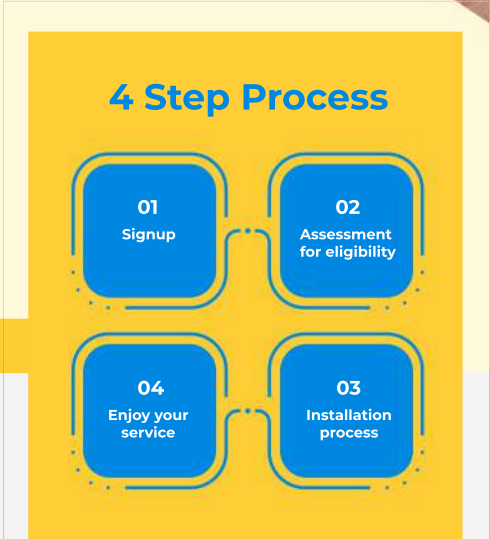 4 Step Process
01
Signup
02
Assessment
for eligibility
04
Enjoy your
service
03
Installation
process